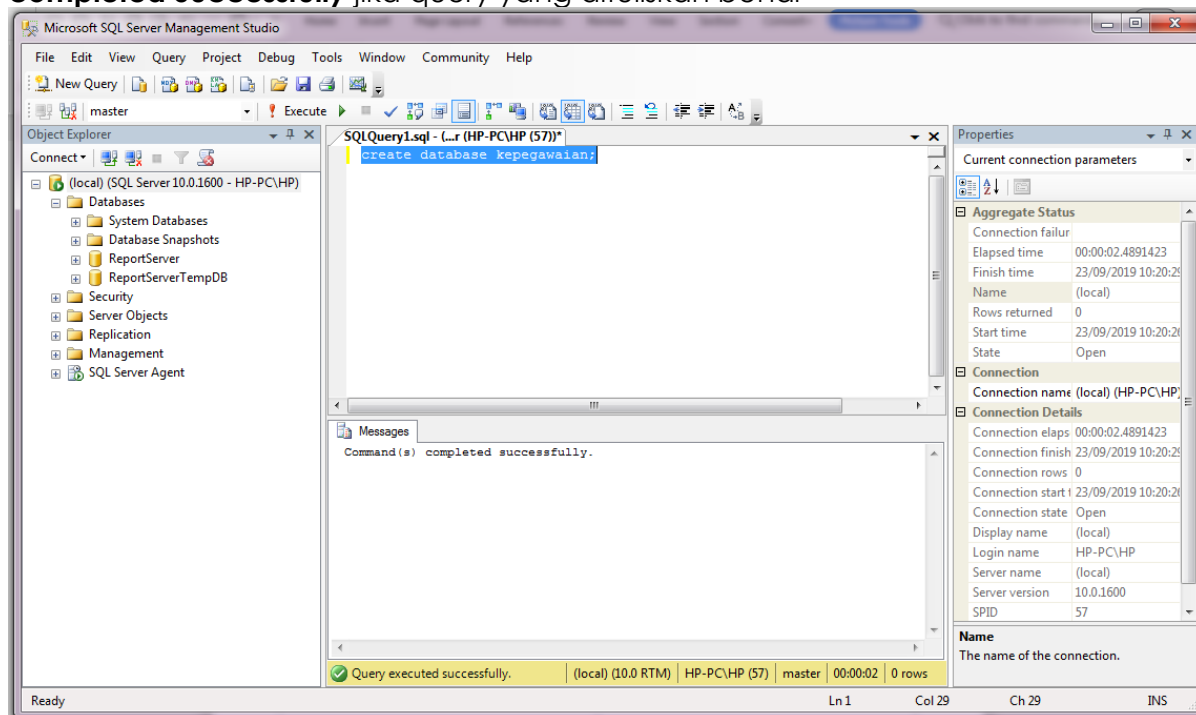 Completed successfully jika query yang
Microsoft SQL Server Management Studio
File Edit View Query Project Debug Tools Window Community Help
New Query
master Execute
Object Explorer
Connect
(local) (SQL Server 10.0.1600 - HP-PC\HP)
Databases
System Databases
Database Snapshots
ReportServer
ReportServerTempDB
Security
Server Objects
Replication
Management
SQL Server Agent
SQLQuery1.sql - (...r (HP-PC\HP (57))*
create database kepegawaian;
Messages
Command(s) completed successfully.
Query executed successfully. (local) (10.0 RTM) HP-PC\HP (57) master 00:00:02 0 rows
Properties
Current connection parameters
Aggregate Status
Connection failur
Elapsed time 00:00:02.4891423
Finish time 23/09/2019 10:20:29
Name (local)
Rows returned 0
Start time 23/09/2019 10:20:26
State Open
Connection
Connection name (local) (HP-PC\HP)
Connection Details
Connection elaps 00:00:02.4891423
Connection finish 23/09/2019 10:20:29
Connection rows 0
Connection start t 23/09/2019 10:20:26
Connection state Open
Display name (local)
Login name HP-PC\HP
Server name (local)
Server version 10.0.1600
SPID 57
Name
The name of the connection.
Ready Ln 1 Col 29 Ch 29 INS